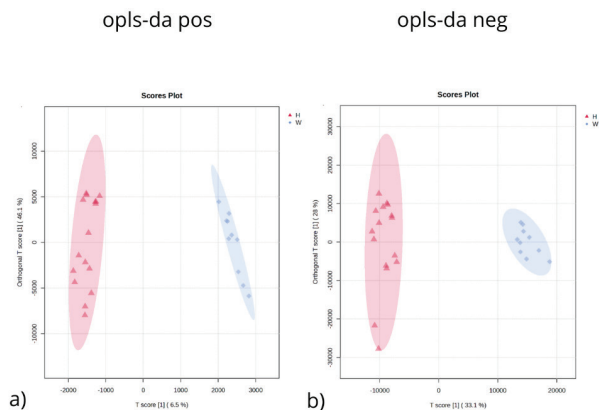 opls-da pos
opls-da neg
Scores Plot
H
W
Orthogonal T score [1] ( 46.1 %)
10000
5000
0
-5000
-10000
-2000
-1000
0
1000
2000
3000
T score [1] ( 6.5 %)
a)
Scores Plot
H
W
Orthogonal T score [1] ( 28 %)
30000
20000
10000
0
-10000
-20000
-30000
-10000
0
10000
20000
T score [1] ( 33.1 %)
b)